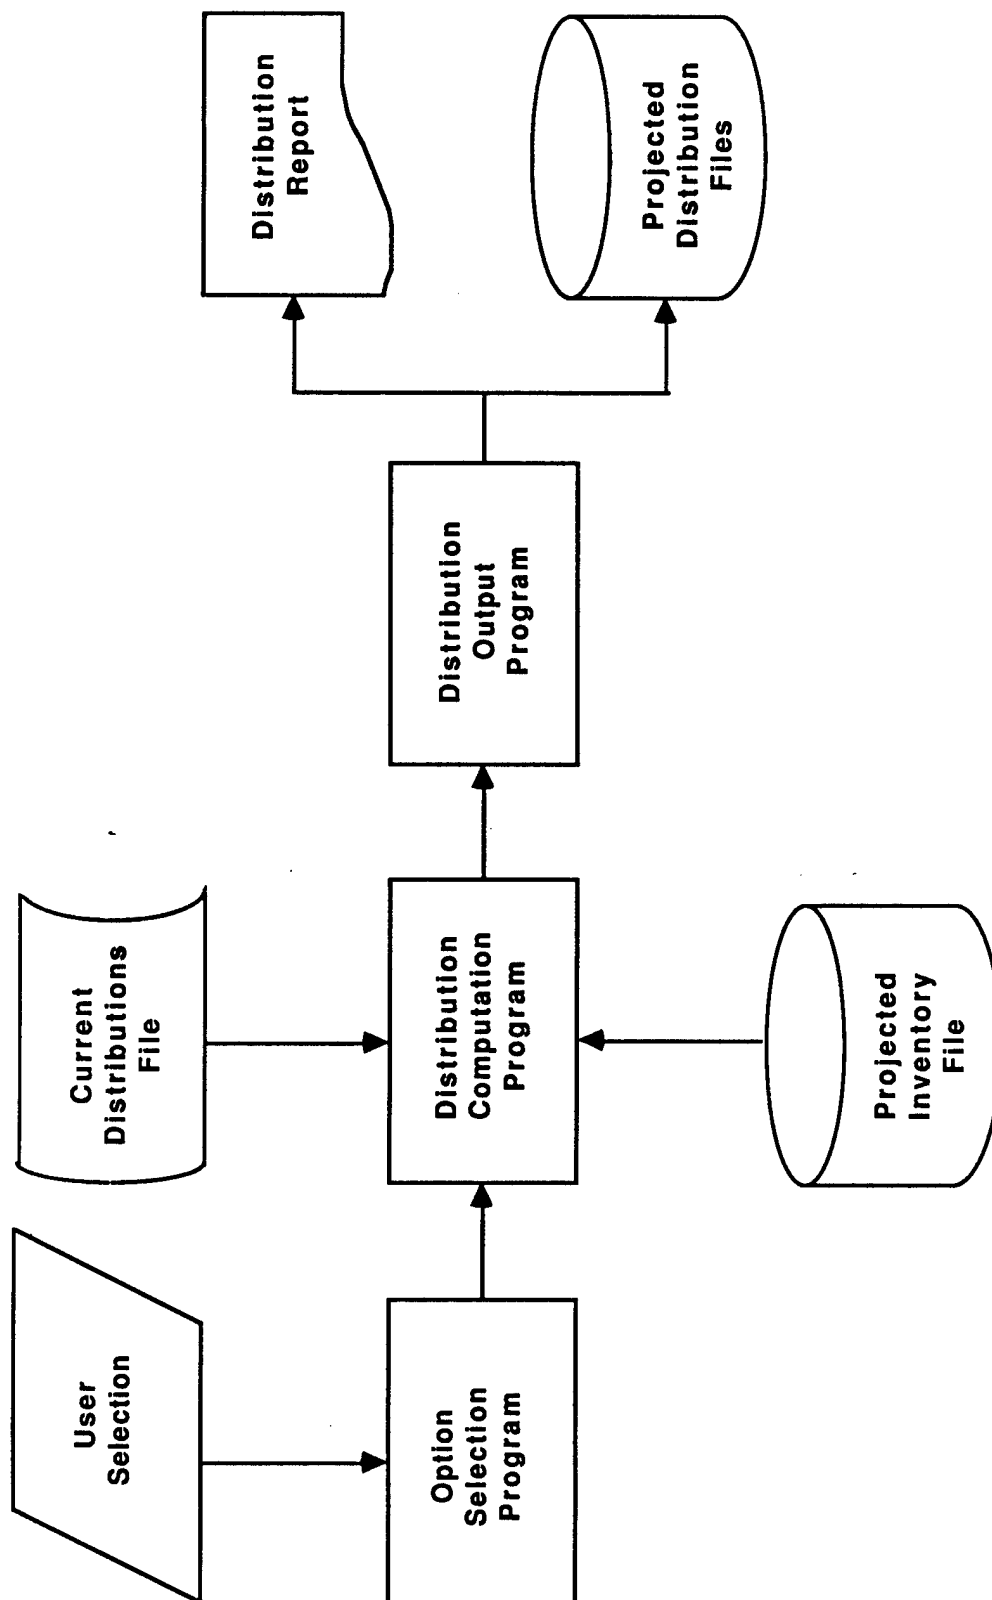 User
Selection
Option
Selection
Program
Current
Distributions
File
Distribution
Computation
Program
Projected
Inventory
File
Distribution
Output
Program
Distribution
Report
Projected
Distribution
Files